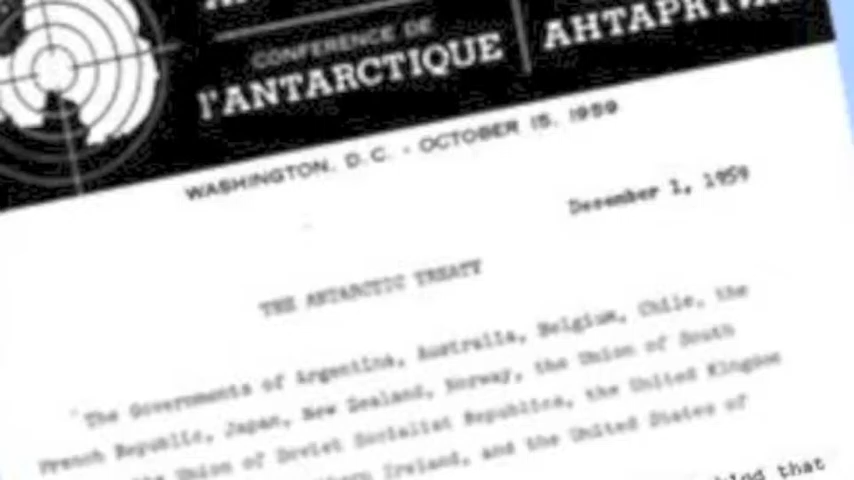 CONFERENCE DE
l'ANTARCTIQUE
WASHINGTON, D.C. - OCTOBER 15, 1959
December 1, 1959
THE ANTARCTIC TREATY
The Governments of Argentina, Australia, Belgium, Chile, the
French Republic, Japan, New Zealand, Norway, the Union of South
the Union of Soviet Socialist Republics, the United Kingdom
Ireland, and the United States of
that